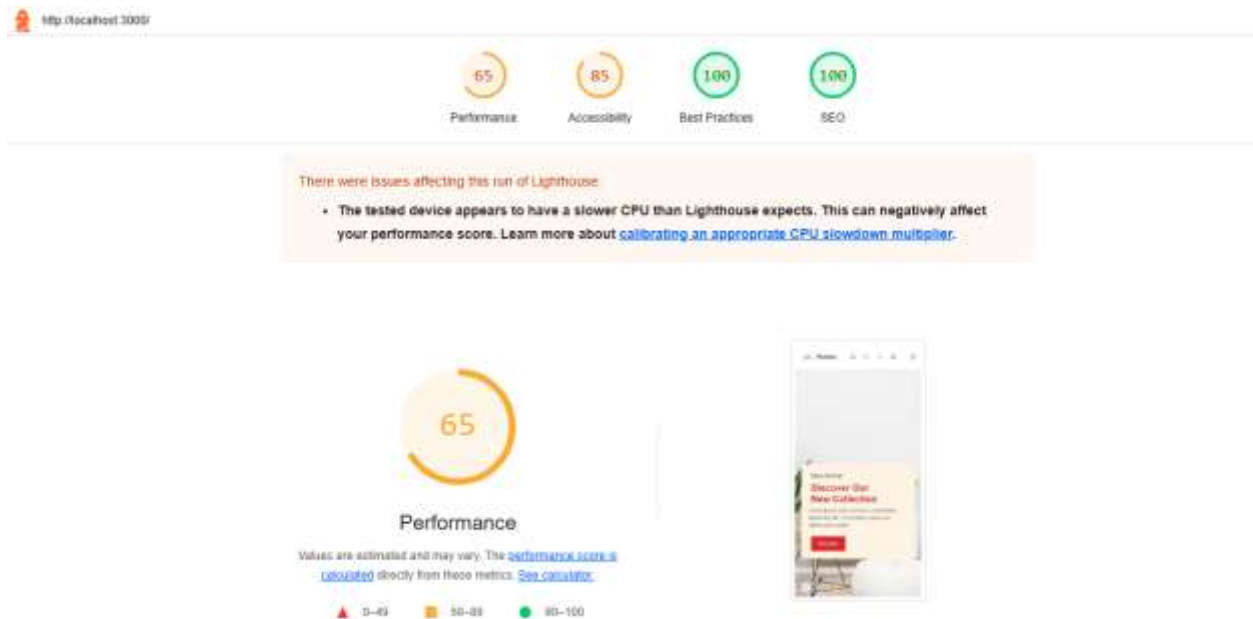 http://localhost:3000/
65
85
100
100
Performance
Accessibility
Best Practices
SEO
There were issues affecting this run of Lighthouse:
• The tested device appears to have a slower CPU than Lighthouse expects. This can negatively affect
your performance score. Learn more about calibrating an appropriate CPU slowdown multiplier.
65
Performance
Values are estimated and may vary. The performance score is
calculated directly from these metrics. See calculator.
0–49
50–89
90–100
Discover Our
New Collection